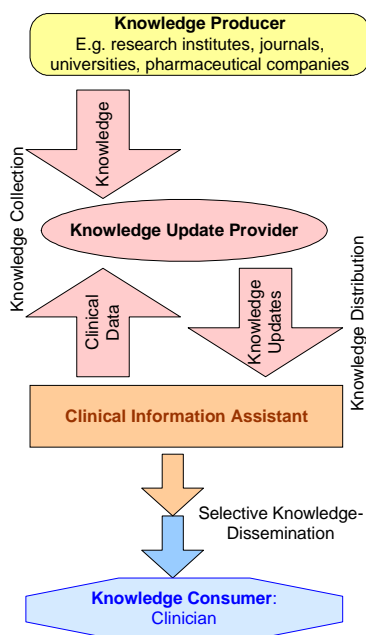 Knowledge Producer
E.g. research institutes, journals,
universities, pharmaceutical companies
Knowledge
Knowledge Collection
Knowledge Update Provider
Clinical
Data
Knowledge
Updates
Knowledge Distribution
Clinical Information Assistant
Selective Knowledge-
Dissemination
Knowledge Consumer:
Clinician